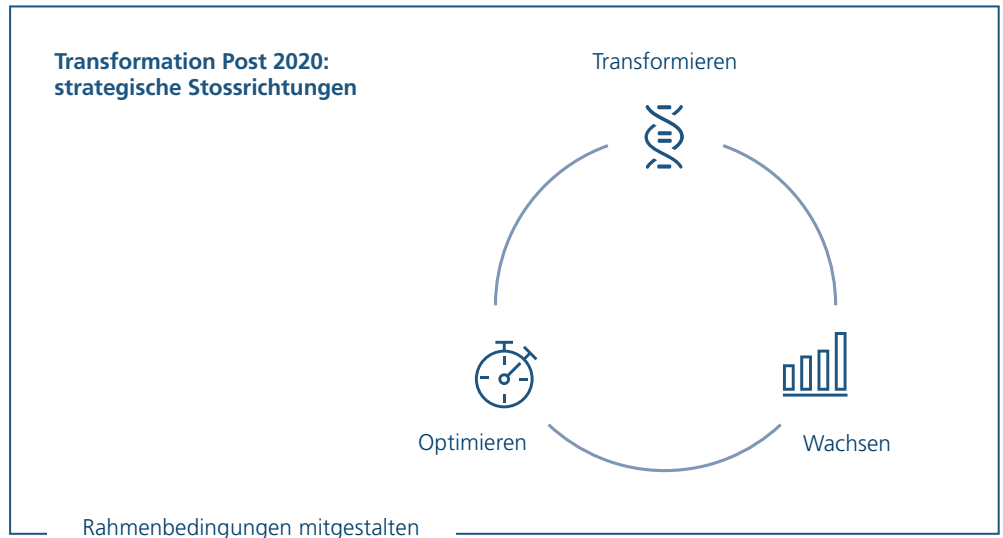 Transformation Post 2020:
strategische Stossrichtungen
Transformieren
Optimieren
Wachsen
Rahmenbedingungen mitgestalten